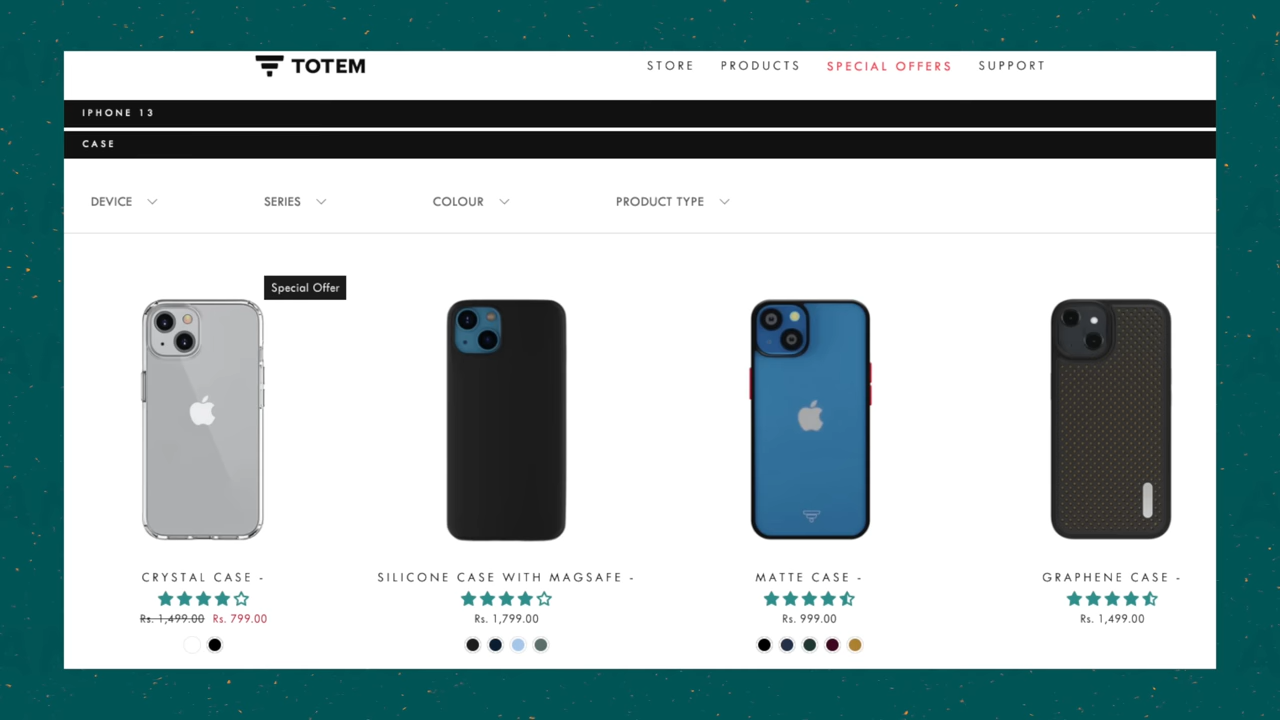 TOTEM
STORE PRODUCTS SPECIAL OFFERS SUPPORT
IPHONE 13
CASE
DEVICE SERIES COLOUR PRODUCT TYPE
Special Offer
CRYSTAL CASE - SILICONE CASE WITH MAGSAFE - MATTE CASE - GRAPHENE CASE -
Rs. 1,499.00 Rs. 799.00 Rs. 1,799.00 Rs. 999.00 Rs. 1,499.00